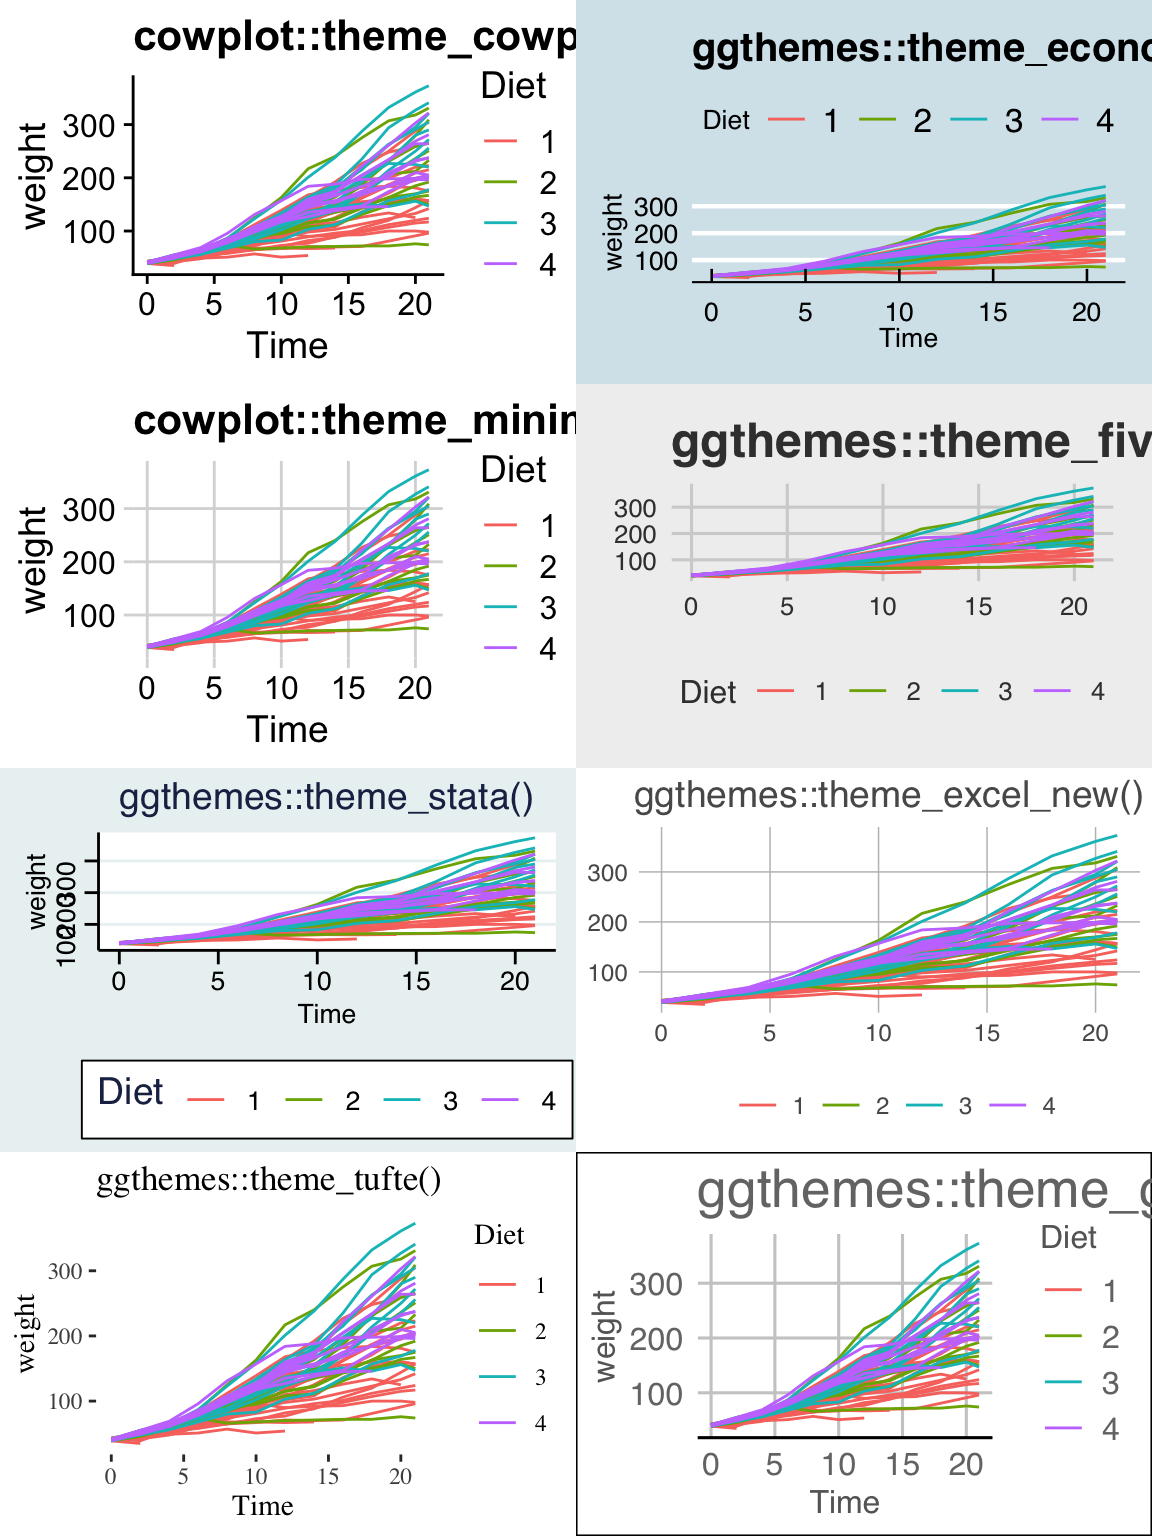 cowplot::theme_cowp
Diet
weight
300
200
100
1
2
3
4
0 5 10 15 20
Time
ggthemes::theme_econo
Diet 1 2 3 4
weight
300
200
100
0 5 10 15 20
Time
cowplot::theme_minim
Diet
weight
300
200
100
1
2
3
4
0 5 10 15 20
Time
ggthemes::theme_fiv
300
200
100
0 5 10 15 20
Diet 1 2 3 4
ggthemes::theme_stata()
weight
300
200
100
0 5 10 15 20
Time
Diet 1 2 3 4
ggthemes::theme_excel_new()
300
200
100
0 5 10 15 20
1 2 3 4
ggthemes::theme_tufte()
Diet
weight
300
200
100
1
2
3
4
0 5 10 15 20
Time
ggthemes::theme_g
Diet
weight
300
200
100
1
2
3
4
0 5 10 15 20
Time